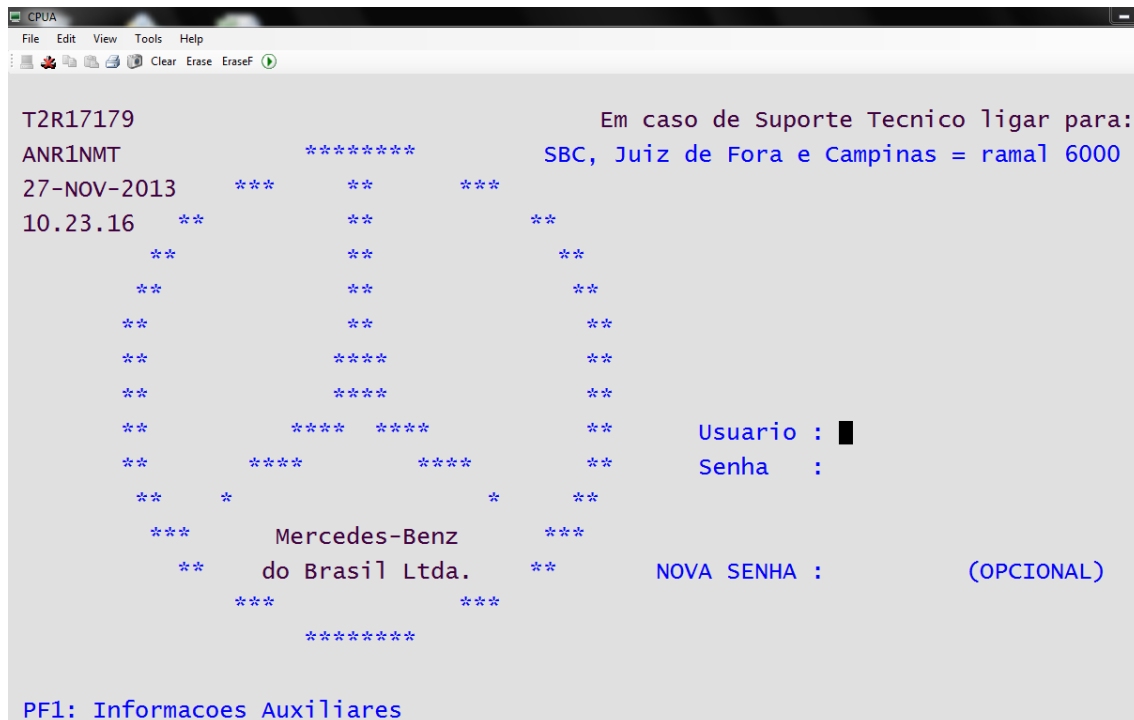 CPUA
File Edit View Tools Help
Clear Erase EraseF
T2R17179 Em caso de Suporte Tecnico ligar para:
ANR1NMT ******** SBC, Juiz de Fora e Campinas = ramal 6000
27-NOV-2013 *** ** ***
10.23.16 ** ** **
** ** **
** ** **
** ** **
** **** **
** **** **
** **** **** ** Usuario :
** **** **** ** Senha :
** * * **
*** Mercedes-Benz ***
** do Brasil Ltda. ** NOVA SENHA : (OPCIONAL)
*** ***
********
PF1: Informacoes Auxiliares